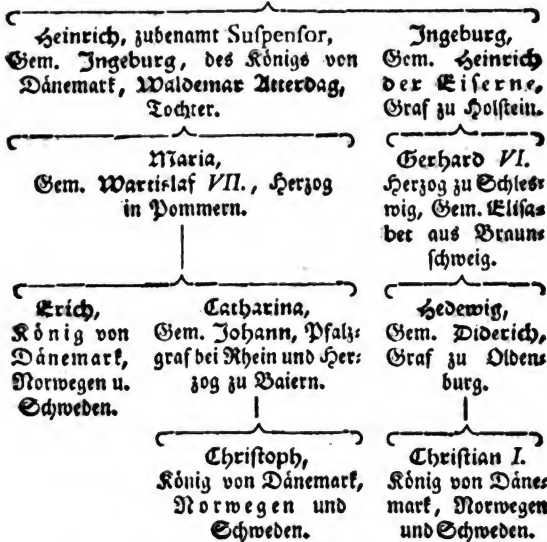 Heinrich, zubenamt Suspensor,
Gem. Ingeburg, des Königs von
Dänemark, Waldemar Atterdag,
Tochter.
Ingeburg,
Gem. Heinrich
der Eiserne,
Graf zu Holstein.
Maria,
Gem. Wartislaf VII., Herzog
in Pommern.
Gerhard VI.
Herzog zu Schles⸗
wig, Gem. Elisa⸗
bet aus Braun⸗
schweig.
Erich,
König von
Dänemark,
Norwegen u.
Schweden.
Catharina,
Gem. Johann, Pfalz⸗
graf bei Rhein und Her⸗
zog zu Baiern.
Hedewig,
Gem. Diderich,
Graf zu Olden⸗
burg.
Christoph,
König von Dänemark,
Norwegen und
Schweden.
Christian I.
König von Däne⸗
mark, Norwegen
und Schweden.